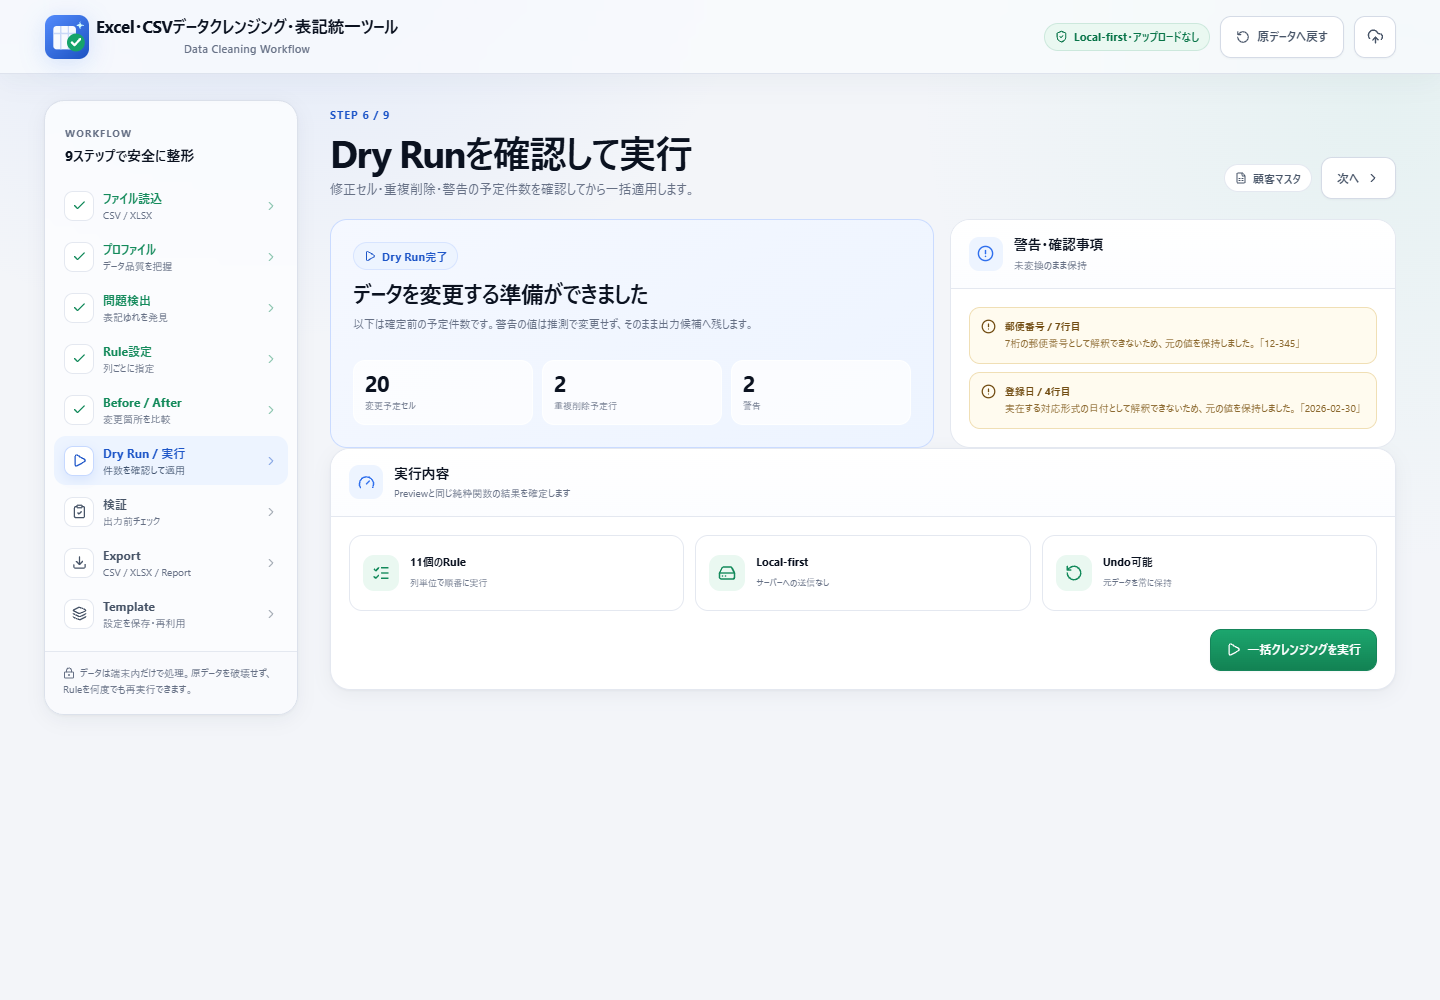 Excel・CSVデータクレンジング・表記統一ツール
Data Cleaning Workflow
Local-first・アップロードなし
原データへ戻す
WORKFLOW
9ステップで安全に整形
ファイル読込
CSV / XLSX
プロファイル
データ品質を把握
問題検出
表記ゆれを発見
Rule設定
列ごとに指定
Before / After
変更箇所を比較
Dry Run / 実行
件数を確認して適用
検証
出力前チェック
Export
CSV / XLSX / Report
Template
設定を保存・再利用
データは端末内だけで処理。原データを破壊せず、
Ruleを何度でも再実行できます。
STEP 6 / 9
Dry Runを確認して実行
修正セル・重複削除・警告の予定件数を確認してから一括適用します。
顧客マスタ
次へ
Dry Run完了
データを変更する準備ができました
以下は確定前の予定件数です。警告の値は推測で変更せず、そのまま出力候補へ残します。
20
変更予定セル
2
重複削除予定行
2
警告
警告・確認事項
未変換のまま保持
郵便番号 / 7行目
7桁の郵便番号として解釈できないため、元の値を保持しました。「12-345」
登録日 / 4行目
実在する対応形式の日付として解釈できないため、元の値を保持しました。「2026-02-30」
実行内容
Previewと同じ純粋関数の結果を確定します
11個のRule
列単位で順番に実行
Local-first
サーバーへの送信なし
Undo可能
元データを常に保持
一括クレンジングを実行